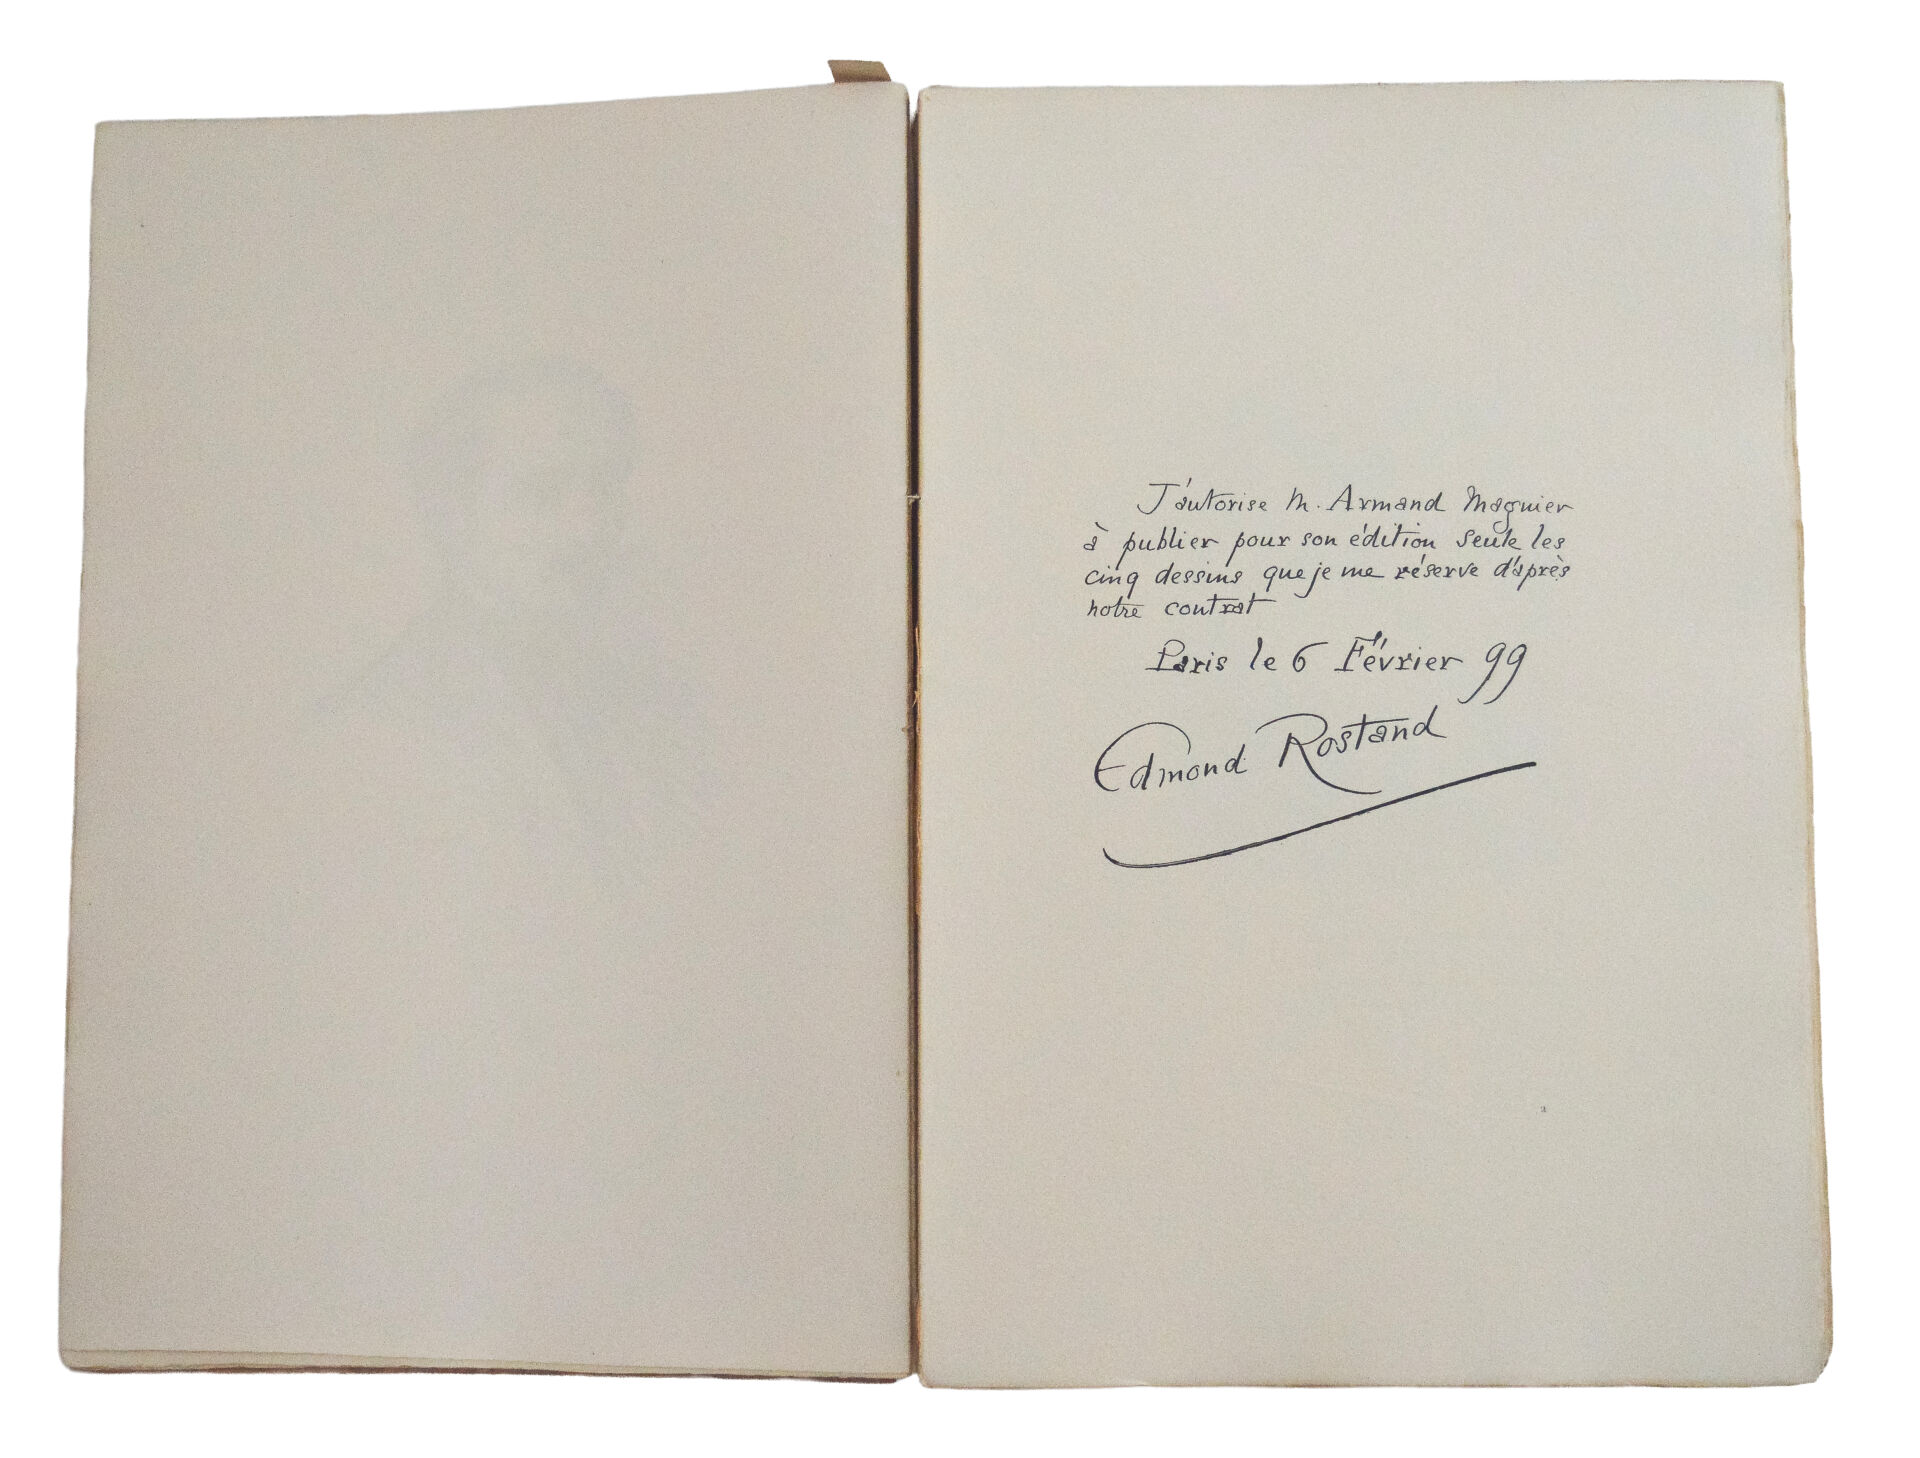 J'autorise M. Armand Magnier
à publier pour son édition seule les
cinq dessins que je me réserve d'après
notre contrat
Paris le 6 Février 99
Edmond Rostand
2